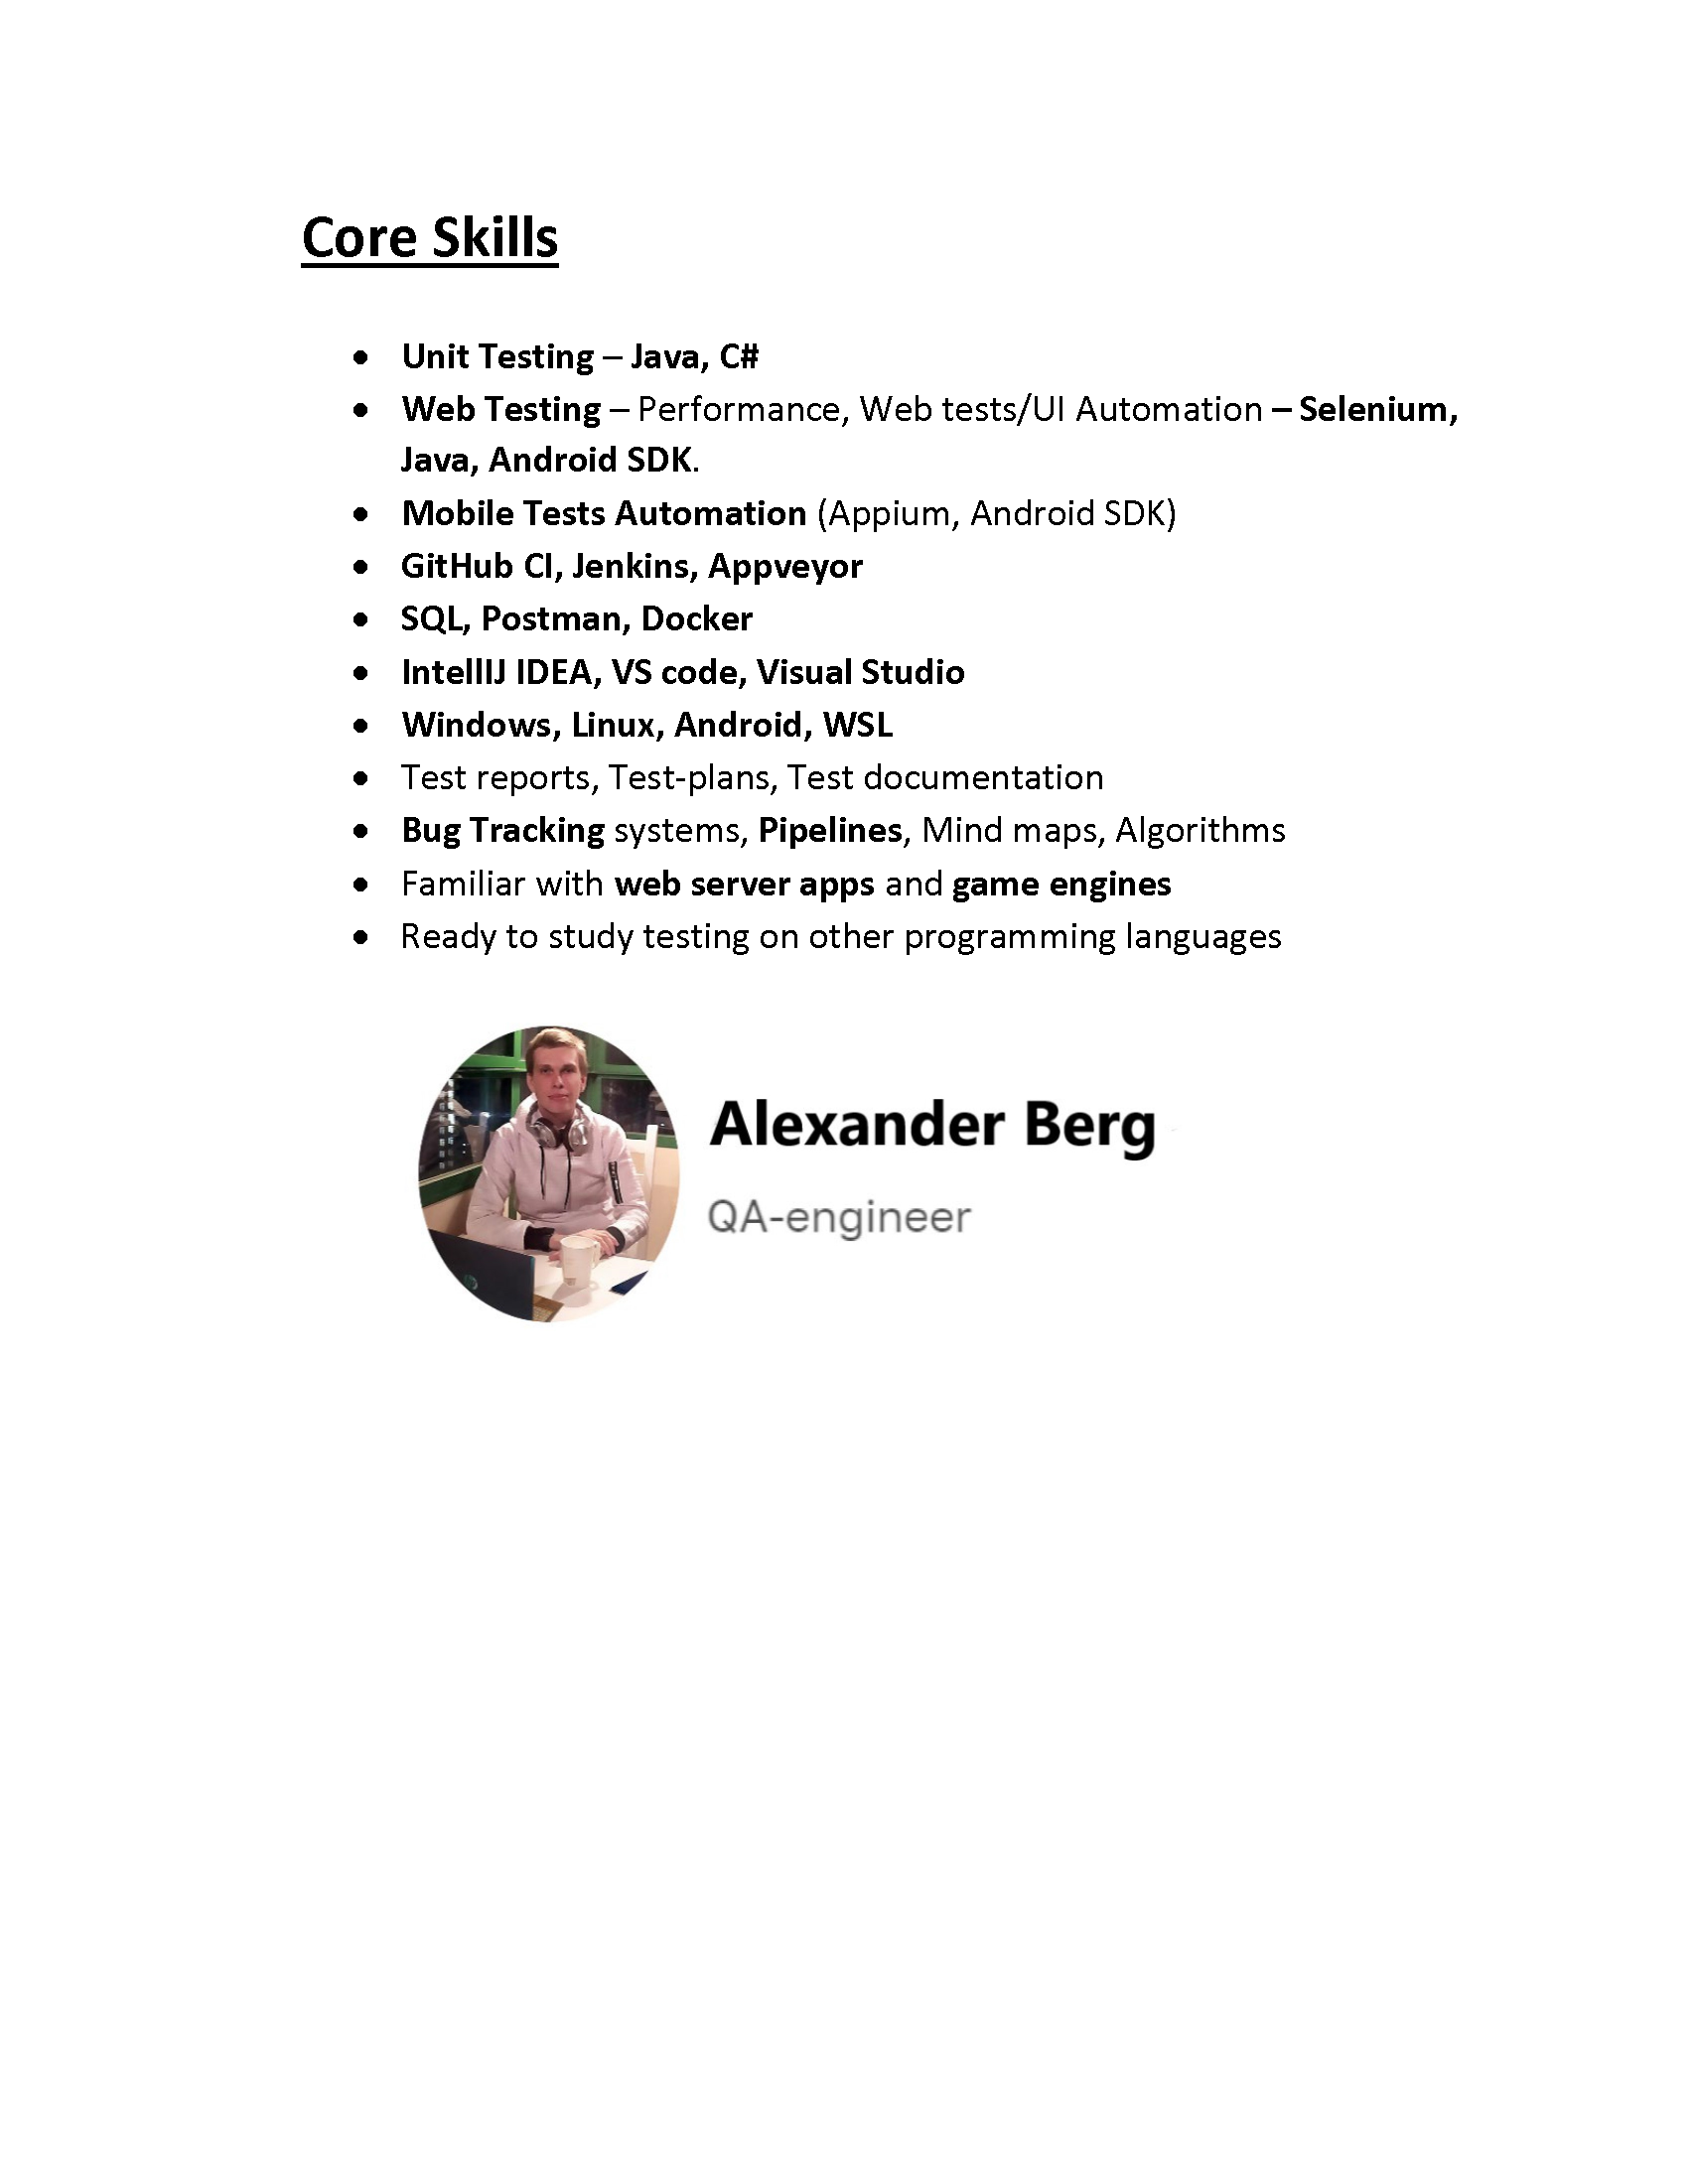 Core Skills
• Unit Testing – Java, C#
• Web Testing – Performance, Web tests/UI Automation – Selenium,
Java, Android SDK.
• Mobile Tests Automation (Appium, Android SDK)
• GitHub CI, Jenkins, Appveyor
• SQL, Postman, Docker
• IntellIJ IDEA, VS code, Visual Studio
• Windows, Linux, Android, WSL
• Test reports, Test-plans, Test documentation
• Bug Tracking systems, Pipelines, Mind maps, Algorithms
• Familiar with web server apps and game engines
• Ready to study testing on other programming languages
Alexander Berg
QA-engineer